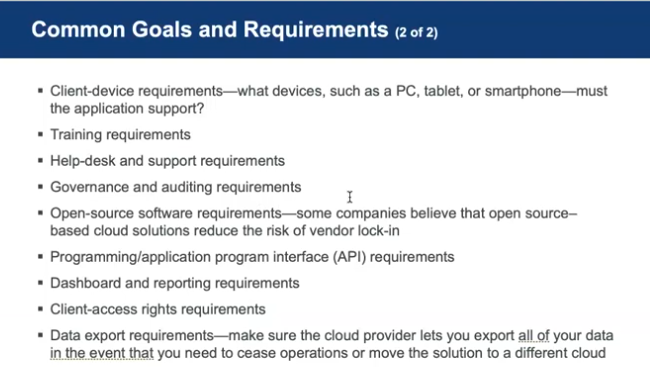 Common Goals and Requirements (2 of 2)
▪ Client-device requirements—what devices, such as a PC, tablet, or smartphone—must
the application support?
▪ Training requirements
▪ Help-desk and support requirements
▪ Governance and auditing requirements
▪ Open-source software requirements—some companies believe that open source–
based cloud solutions reduce the risk of vendor lock-in
▪ Programming/application program interface (API) requirements
▪ Dashboard and reporting requirements
▪ Client-access rights requirements
▪ Data export requirements—make sure the cloud provider lets you export all of your data
in the event that you need to cease operations or move the solution to a different cloud